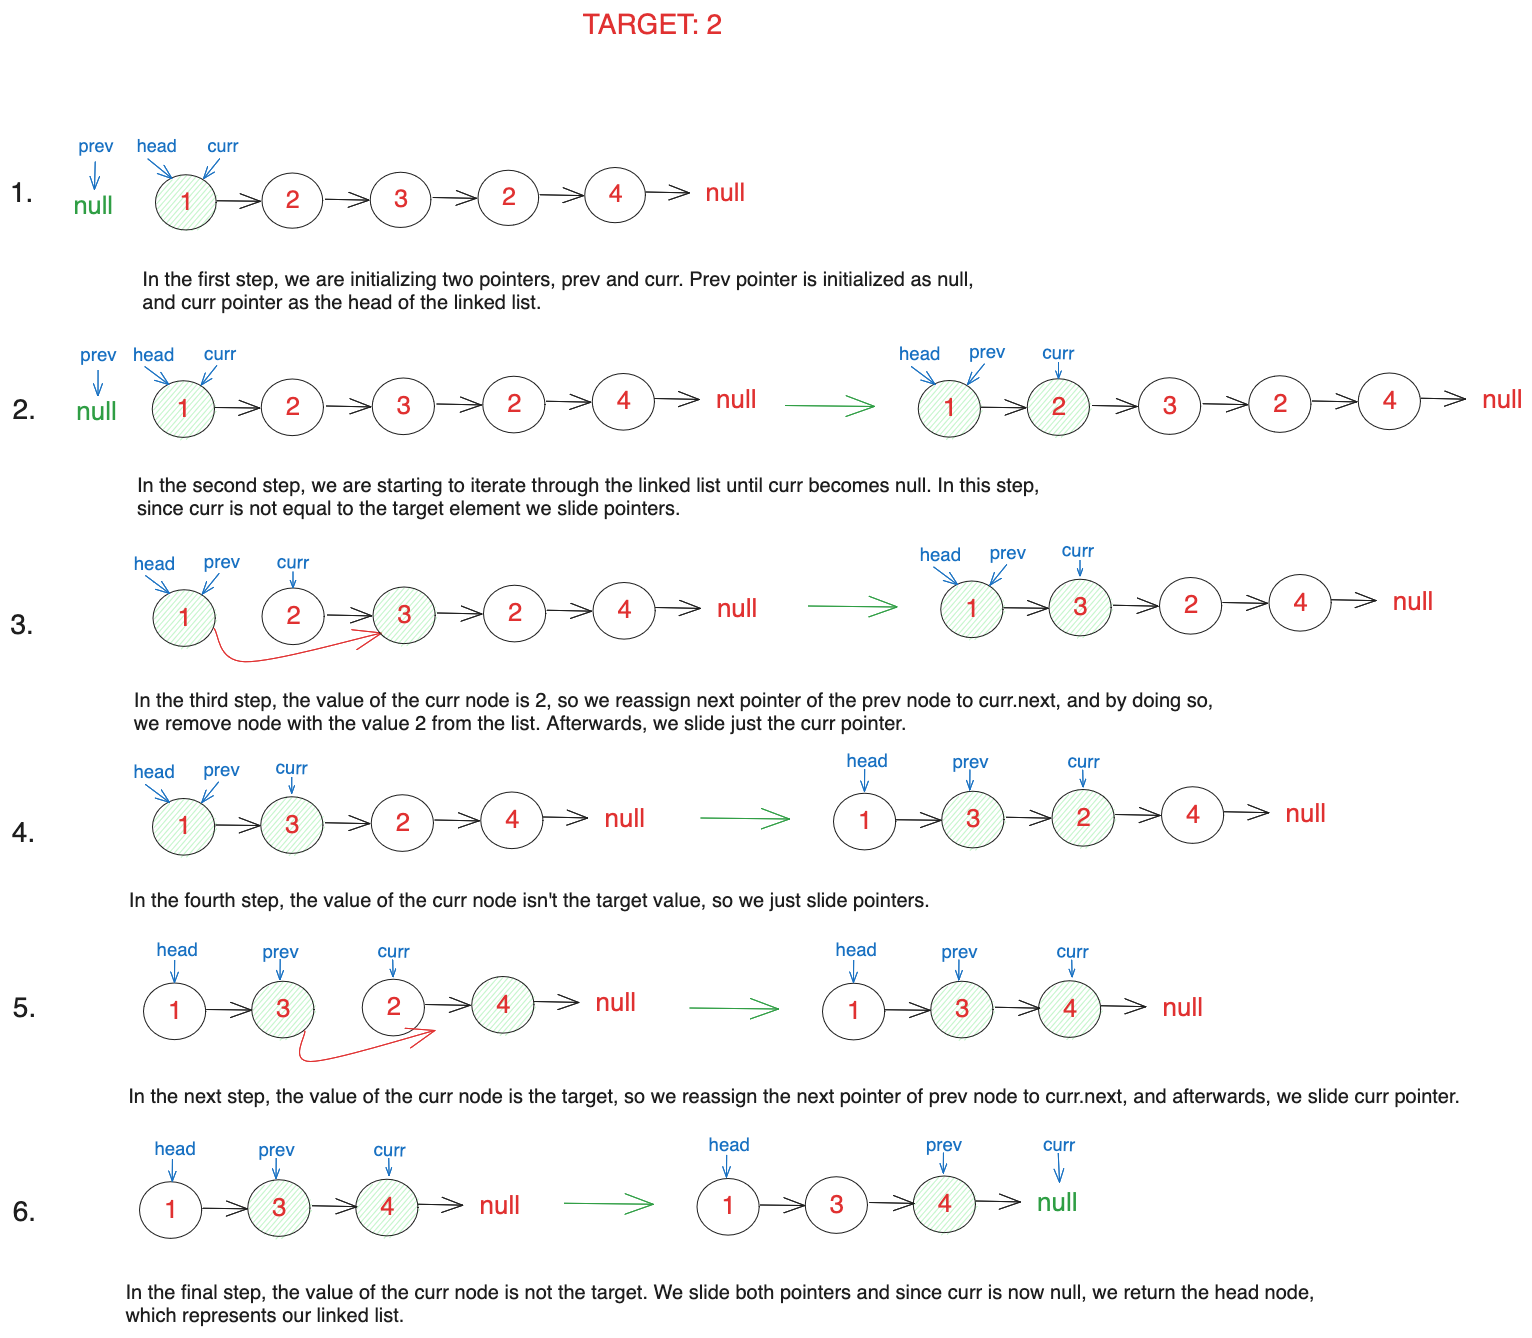 TARGET: 2
prev head curr
1. null 1 2 3 2 4 null
In the first step, we are initializing two pointers, prev and curr. Prev pointer is initialized as null,
and curr pointer as the head of the linked list.
prev head curr head prev curr
2. null 1 2 3 2 4 null 1 2 3 2 4 null
In the second step, we are starting to iterate through the linked list until curr becomes null. In this step,
since curr is not equal to the target element we slide pointers.
head prev curr head prev curr
3. 1 2 3 2 4 null 1 3 2 4 null
In the third step, the value of the curr node is 2, so we reassign next pointer of the prev node to curr.next, and by doing so,
we remove node with the value 2 from the list. Afterwards, we slide just the curr pointer.
head prev curr head prev curr
4. 1 3 2 4 null 1 3 2 4 null
In the fourth step, the value of the curr node isn't the target value, so we just slide pointers.
head prev curr head prev curr
5. 1 3 2 4 null 1 3 4 null
In the next step, the value of the curr node is the target, so we reassign the next pointer of prev node to curr.next, and afterwards, we slide curr pointer.
head prev curr head prev curr
6. 1 3 4 null 1 3 4 null
In the final step, the value of the curr node is not the target. We slide both pointers and since curr is now null, we return the head node,
which represents our linked list.